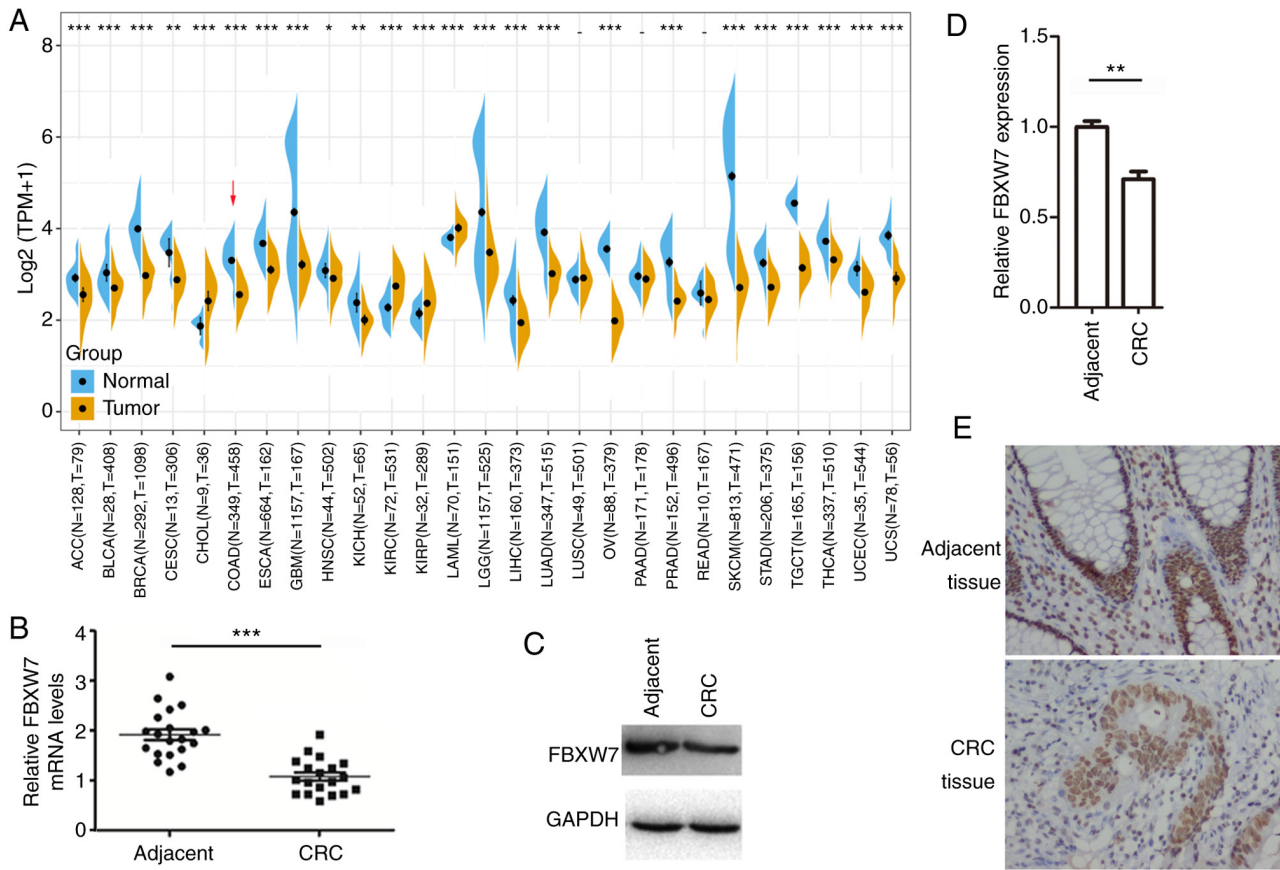 A
*** *** *** ** *** *** *** *** * ** *** *** *** *** *** *** - *** - *** - *** *** *** *** *** ***
Log2 (TPM+1)
8
6
4
2
0
Group
Normal
Tumor
ACC(N=128,T=79)
BLCA(N=28,T=408)
BRCA(N=292,T=1098)
CESC(N=13,T=306)
CHOL(N=9,T=36)
COAD(N=349,T=458)
ESCA(N=664,T=162)
GBM(N=1157,T=167)
HNSC(N=44,T=502)
KICH(N=52,T=65)
KIRC(N=72,T=531)
KIRP(N=32,T=289)
LAML(N=70,T=151)
LGG(N=1157,T=525)
LIHC(N=160,T=373)
LUAD(N=347,T=515)
LUSC(N=49,T=501)
OV(N=88,T=379)
PAAD(N=171,T=178)
PRAD(N=152,T=496)
READ(N=10,T=167)
SKCM(N=813,T=471)
STAD(N=206,T=375)
TGCT(N=165,T=156)
THCA(N=337,T=510)
UCEC(N=35,T=544)
UCS(N=78,T=56)
B
Relative FBXW7
mRNA levels
4
3
2
1
0
***
Adjacent
CRC
C
Adjacent
CRC
FBXW7
GAPDH
D
Relative FBXW7 expression
1.5
1.0
0.5
0.0
**
Adjacent
CRC
E
Adjacent
tissue
CRC
tissue